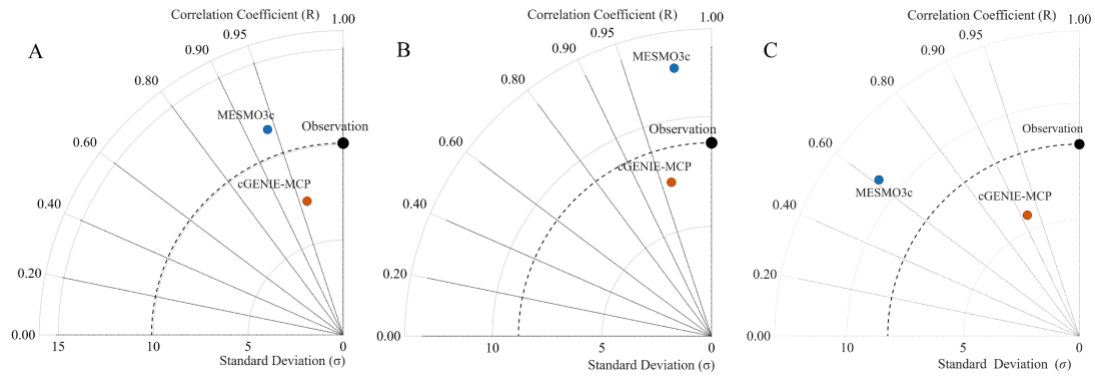 A
Correlation Coefficient (R)
1.00
0.95
0.90
0.80
0.60
0.40
0.20
0.00
MESMO3c
Observation
cGENIE-MCP
15
10
5
0
Standard Deviation (σ)
B
Correlation Coefficient (R)
1.00
0.95
0.90
0.80
0.60
0.40
0.20
0.00
MESMO3c
Observation
cGENIE-MCP
10
5
0
Standard Deviation (σ)
C
Correlation Coefficient (R)
1.00
0.95
0.90
0.80
0.60
0.40
0.20
0.00
Observation
MESMO3c
cGENIE-MCP
10
5
0
Standard Deviation (σ)